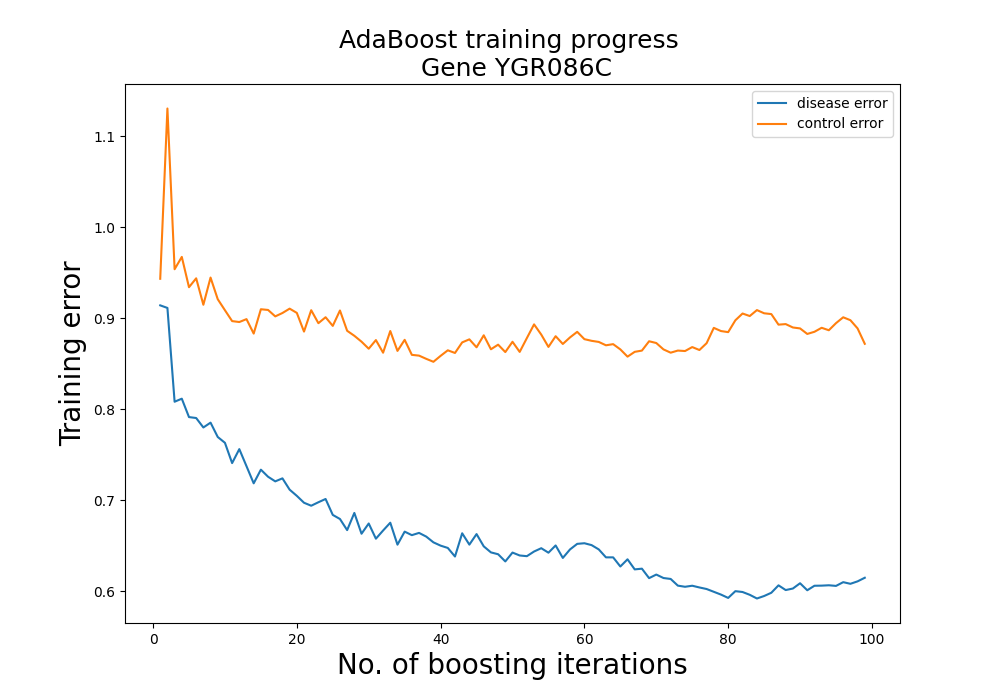 AdaBoost training progress
Gene YGR086C
disease error
control error
Training error
1.1
1.0
0.9
0.8
0.7
0.6
0
20
40
60
80
100
No. of boosting iterations